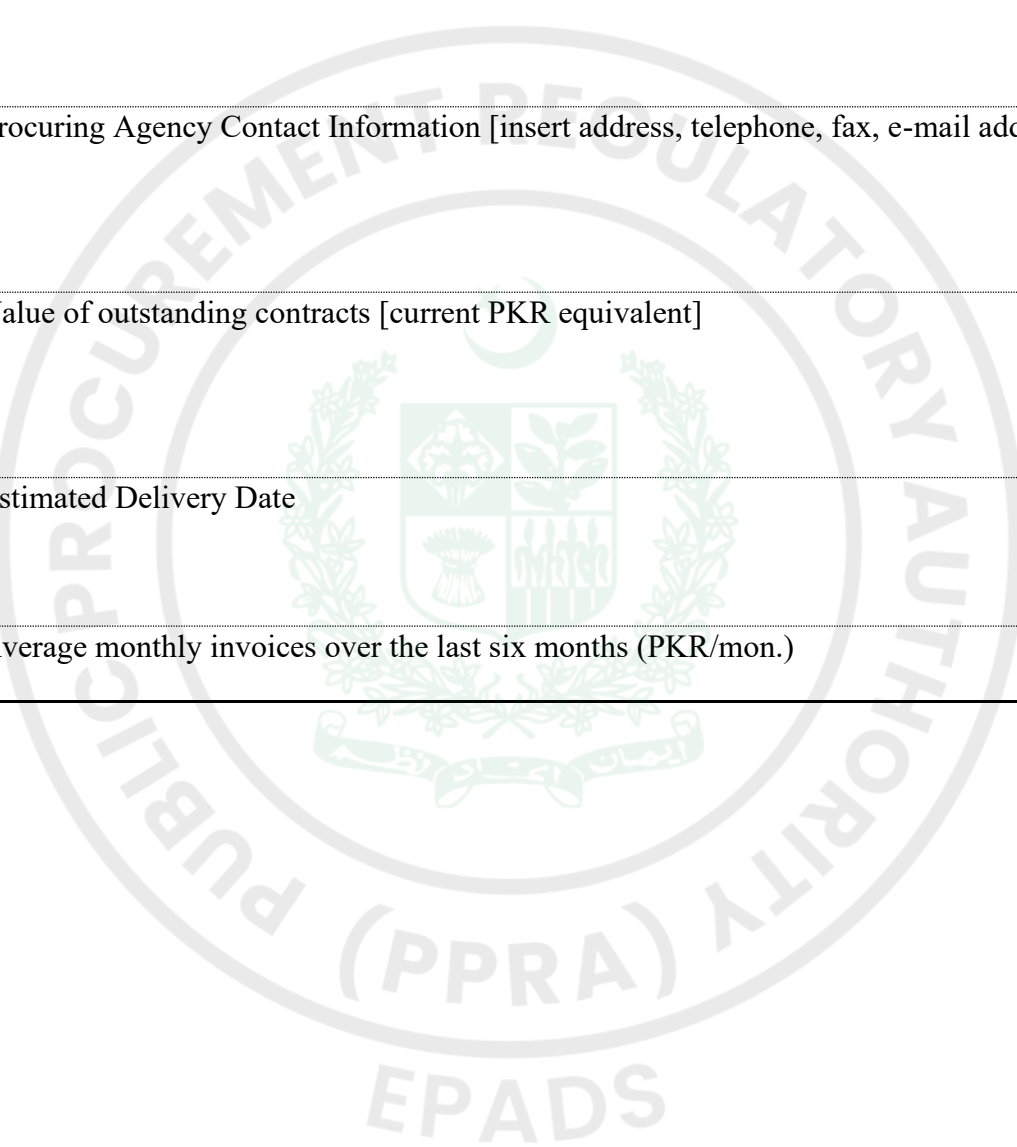 rocuring Agency Contact Information [insert address, telephone, fax, e-mail add
Value of outstanding contracts [current PKR equivalent]
stimated Delivery Date
verage monthly invoices over the last six months (PKR/mon.)
PUBLIC PROCUREMENT REGULATORY AUTHORITY
(PPRA)
EPADS